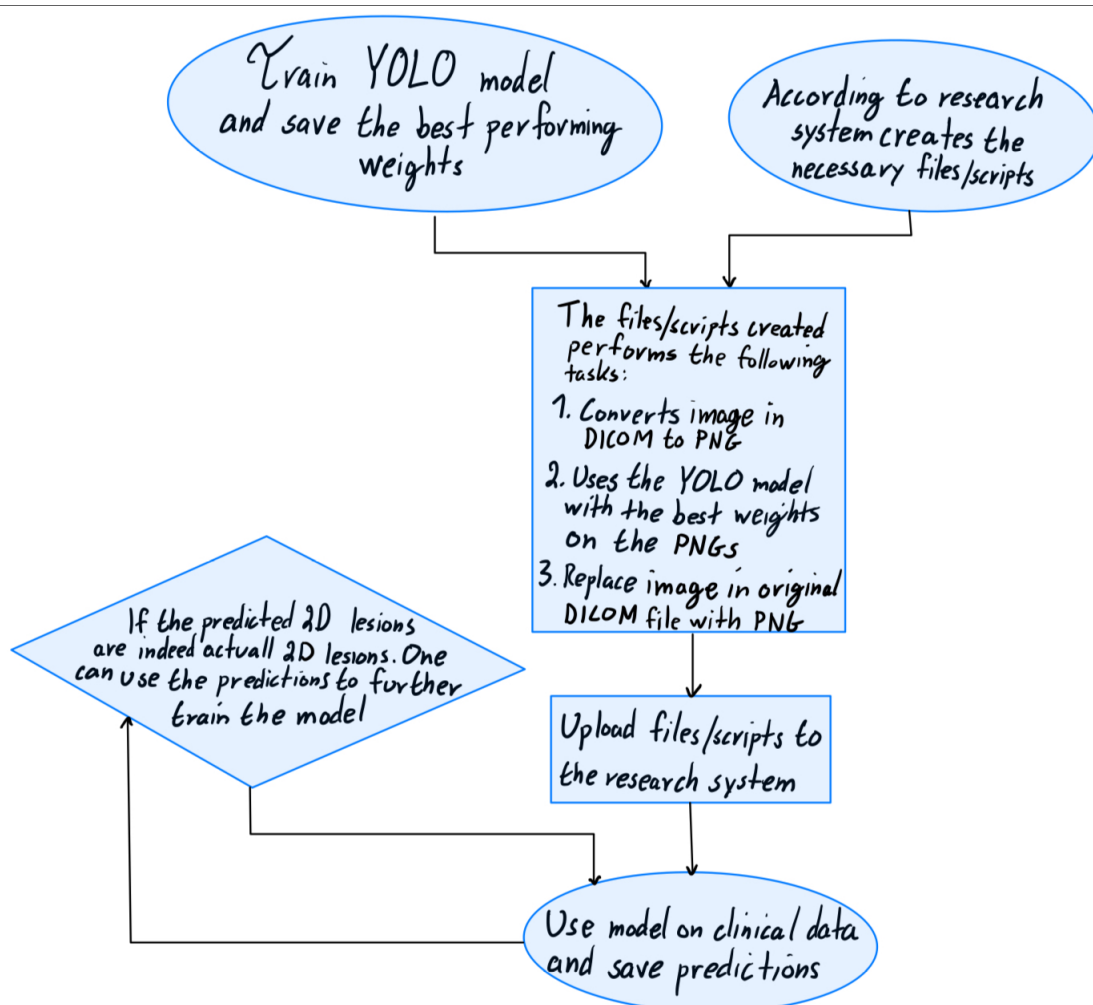 Train YOLO model
and save the best performing
weights
According to research
system creates the
necessary files/scripts
The files/scripts created
performs the following
tasks:
1. Converts image in
DICOM to PNG
2. Uses the YOLO model
with the best weights
on the PNGs
3. Replace image in original
DICOM file with PNG
If the predicted 2D lesions
are indeed actuall 2D lesions. One
can use the predictions to further
train the model
Upload files/scripts to
the research system
Use model on clinical data
and save predictions